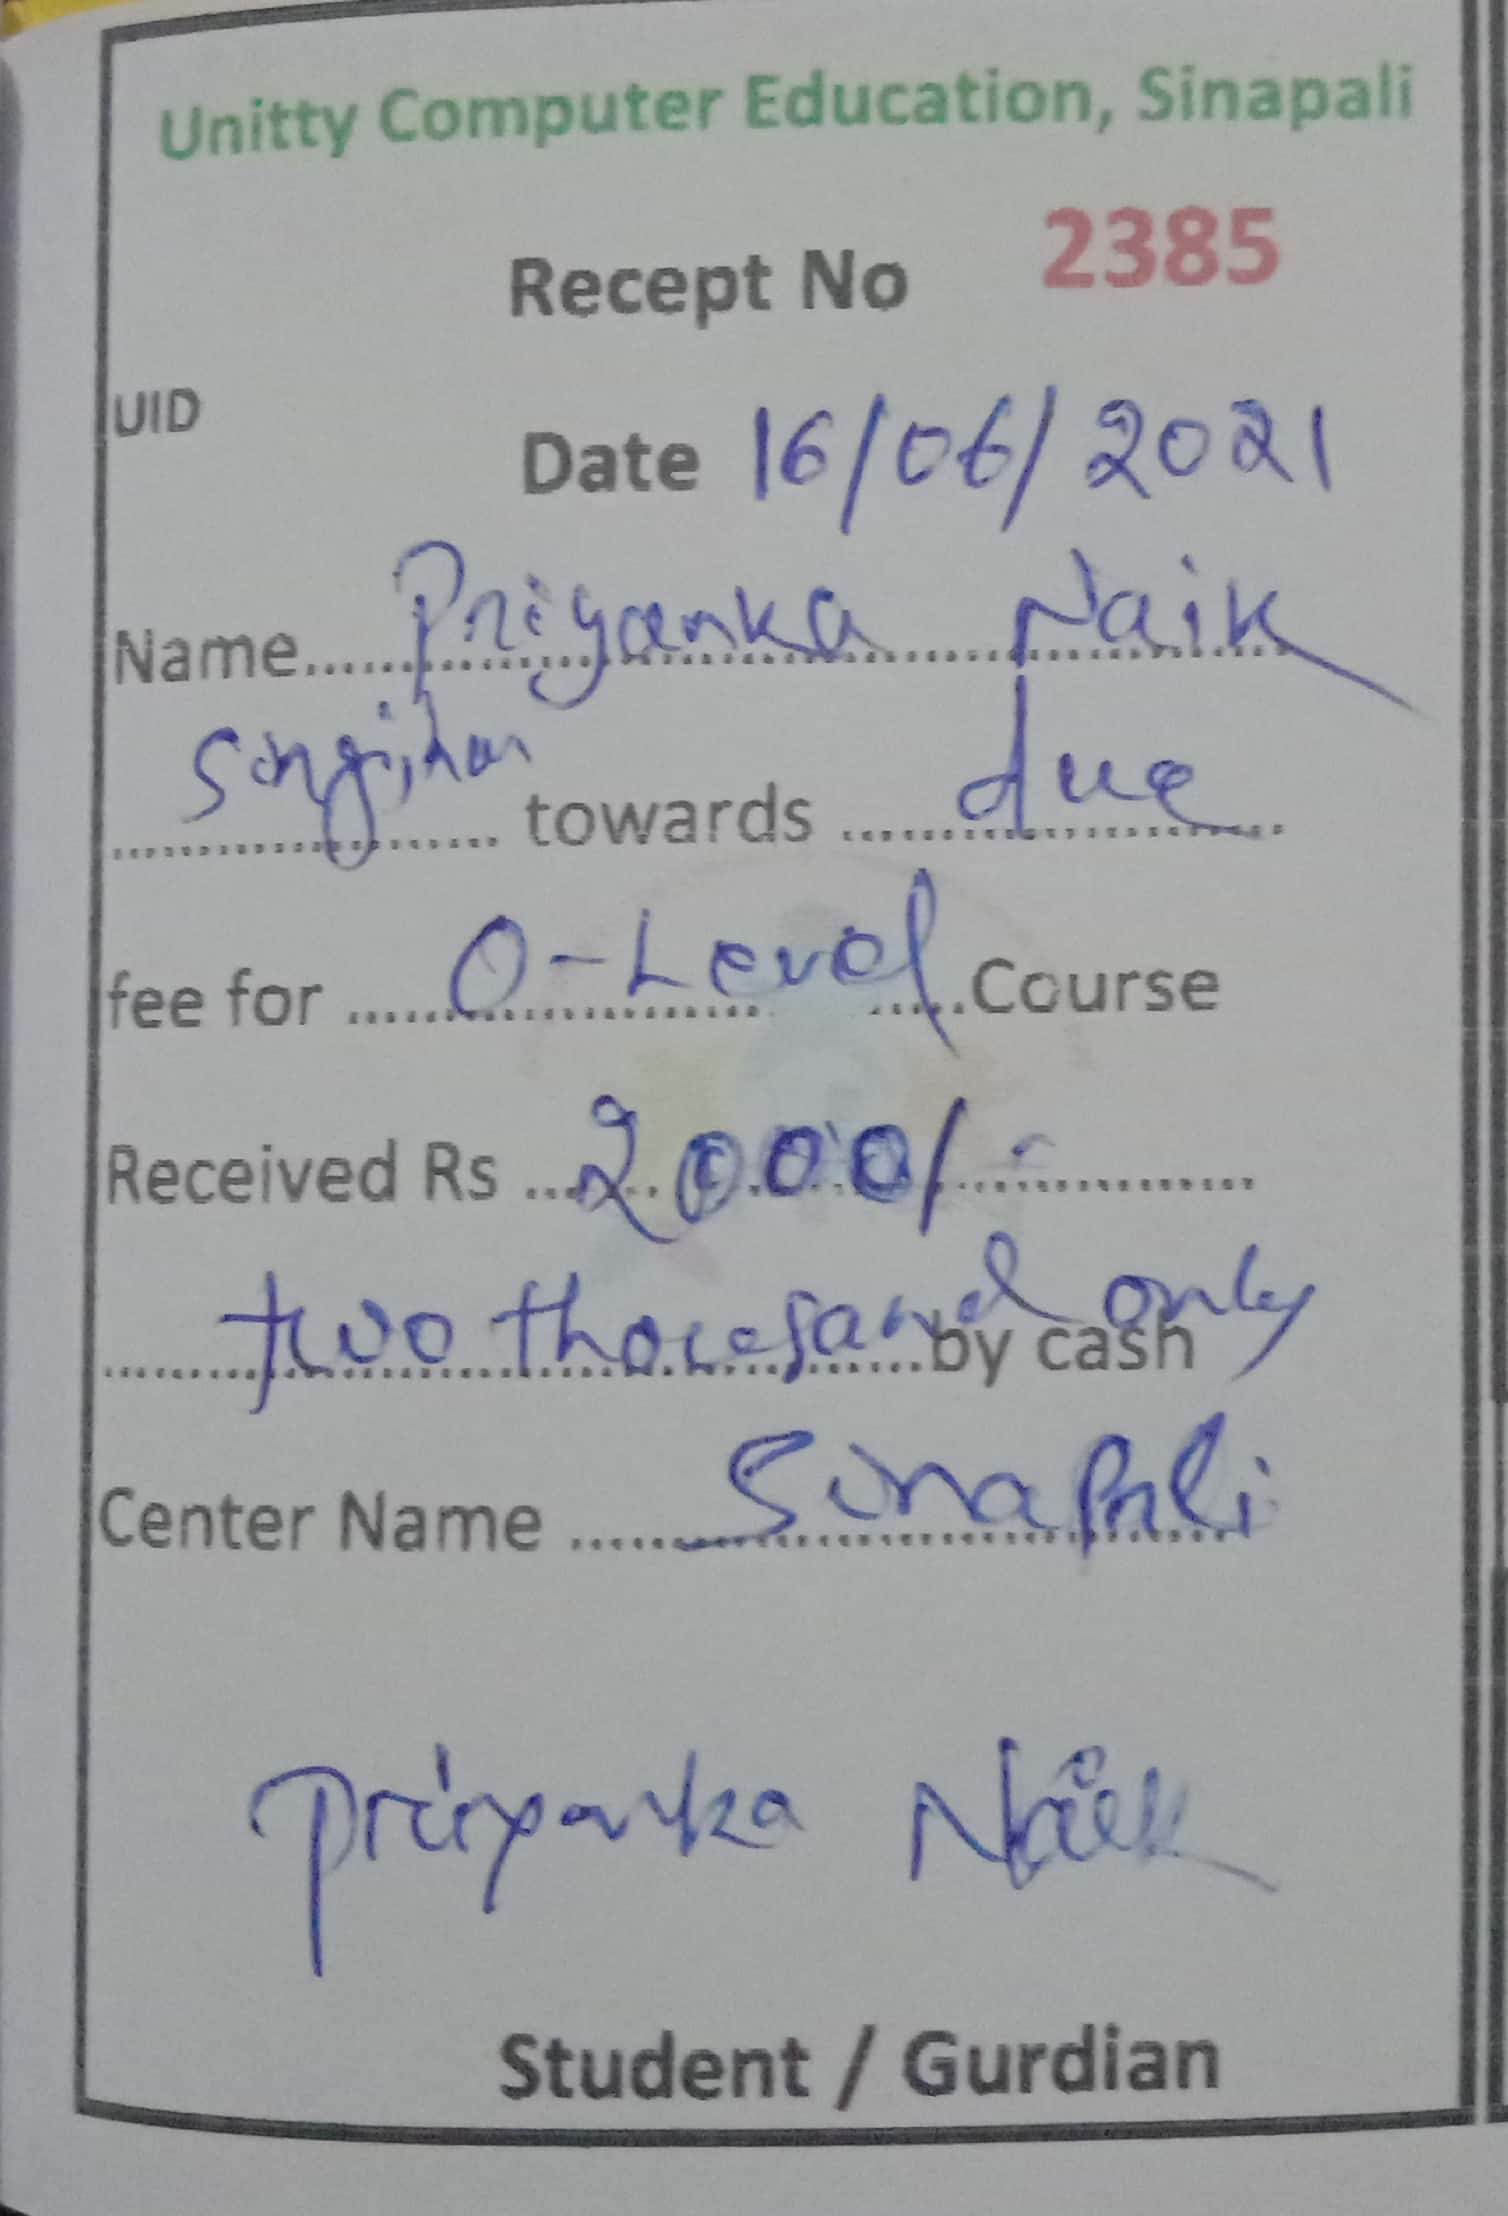 Unitty Computer Education, Sinapali
Recept No 2385
UID
Date 16/06/2021
Name........ Priyanka Naik
........ towards ........ due
fee for ........ O-Level ........ Course
Received Rs ........ 2000/- ........
........ two thousand only by cash
Center Name ........ Sinapali
Priyanka Naik
Student / Gurdian